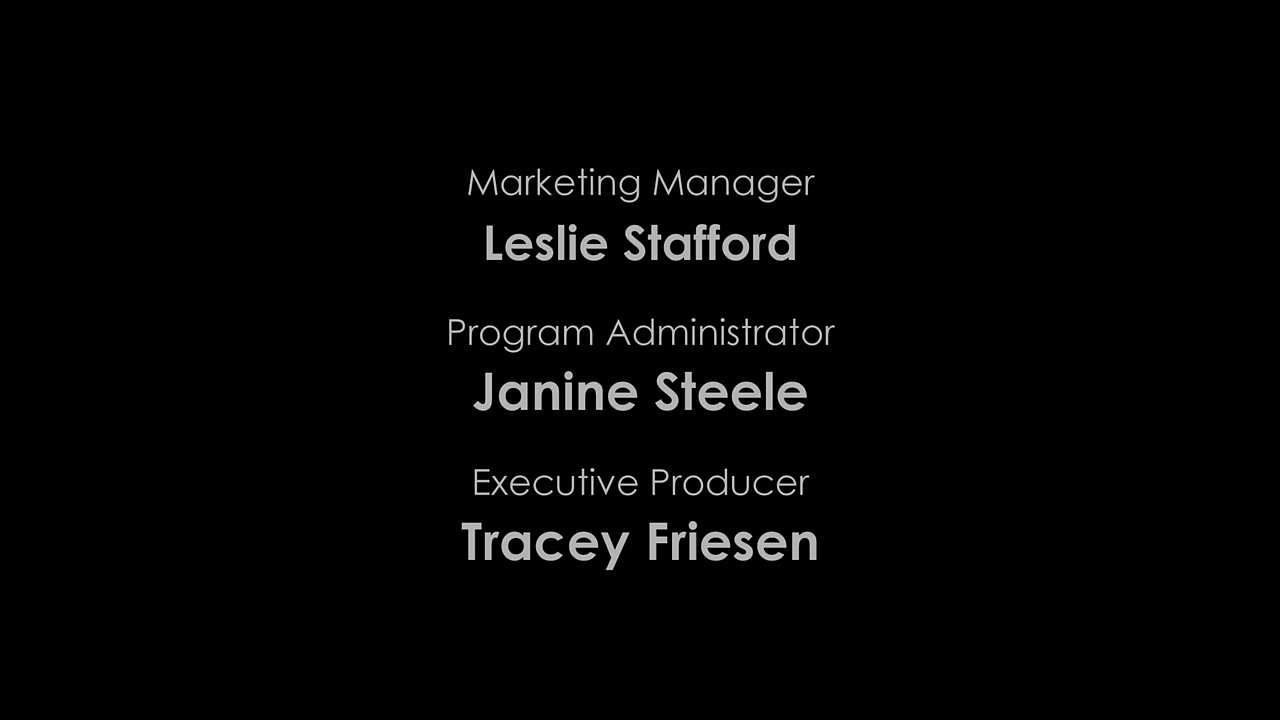 Marketing Manager
Leslie Stafford
Program Administrator
Janine Steele
Executive Producer
Tracey Friesen